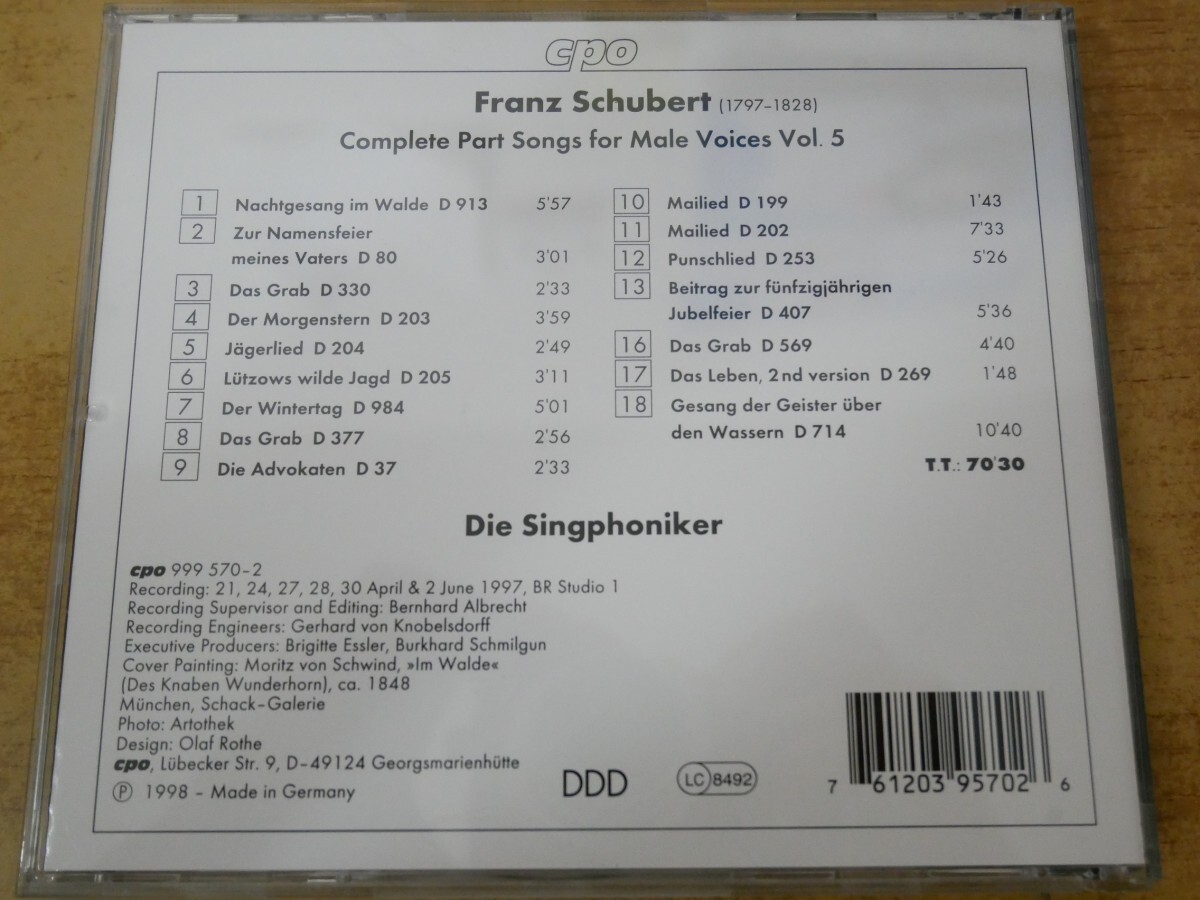 cpo
Franz Schubert (1797-1828)
Complete Part Songs for Male Voices Vol. 5
1 Nachtgesang im Walde D 913 5'57
2 Zur Namensfeier
meines Vaters D 80 3'01
3 Das Grab D 330 2'33
4 Der Morgenstern D 203 3'59
5 Jägerlied D 204 2'49
6 Lützows wilde Jagd D 205 3'11
7 Der Wintertag D 984 5'01
8 Das Grab D 377 2'56
9 Die Advokaten D 37 2'33
10 Mailied D 199 1'43
11 Mailied D 202 7'33
12 Punschlied D 253 5'26
13 Beitrag zur fünfzigjährigen
Jubelfeier D 407 5'36
16 Das Grab D 569 4'40
17 Das Leben, 2nd version D 269 1'48
18 Gesang der Geister über
den Wassern D 714 10'40
T.T.: 70'30
Die Singphoniker
cpo 999 570-2
Recording: 21, 24, 27, 28, 30 April & 2 June 1997, BR Studio 1
Recording Supervisor and Editing: Bernhard Albrecht
Recording Engineers: Gerhard von Knobelsdorff
Executive Producers: Brigitte Essler, Burkhard Schmilgun
Cover Painting: Moritz von Schwind, »Im Walde«
(Des Knaben Wunderhorn), ca. 1848
München, Schack-Galerie
Photo: Artothek
Design: Olaf Rothe
cpo, Lübecker Str. 9, D-49124 Georgsmarienhütte
Ⓟ 1998 - Made in Germany
DDD
LC 8492
7 61203 95702 6